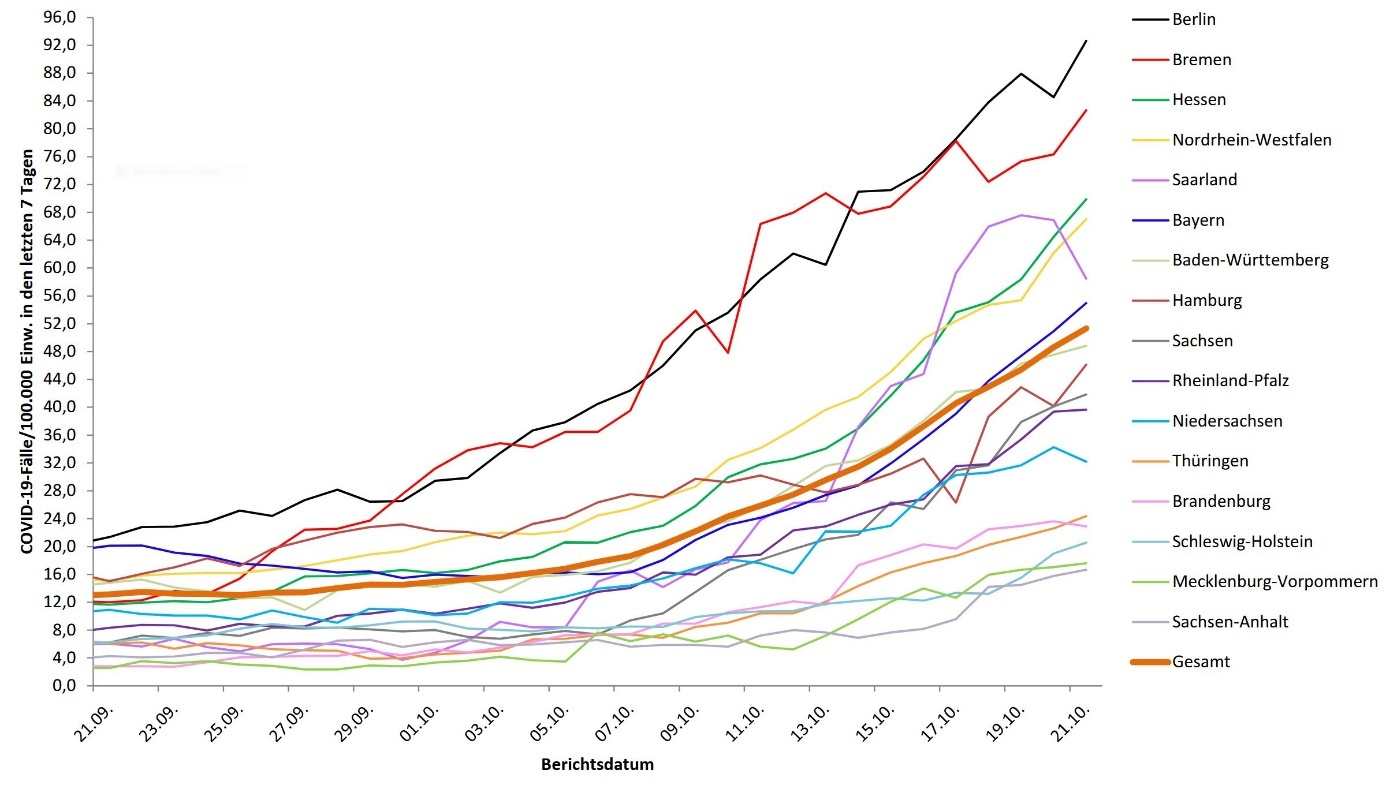 COVID-19-Fälle/100.000 Einw. in den letzten 7 Tagen
96,0
92,0
88,0
84,0
80,0
76,0
72,0
68,0
64,0
60,0
56,0
52,0
48,0
44,0
40,0
36,0
32,0
28,0
24,0
20,0
16,0
12,0
8,0
4,0
0,0
21.09.
23.09.
25.09.
27.09.
29.09.
01.10.
03.10.
05.10.
07.10.
09.10.
11.10.
13.10.
15.10.
17.10.
19.10.
21.10.
Berichtsdatum
Berlin
Bremen
Hessen
Nordrhein-Westfalen
Saarland
Bayern
Baden-Württemberg
Hamburg
Sachsen
Rheinland-Pfalz
Niedersachsen
Thüringen
Brandenburg
Schleswig-Holstein
Mecklenburg-Vorpommern
Sachsen-Anhalt
Gesamt